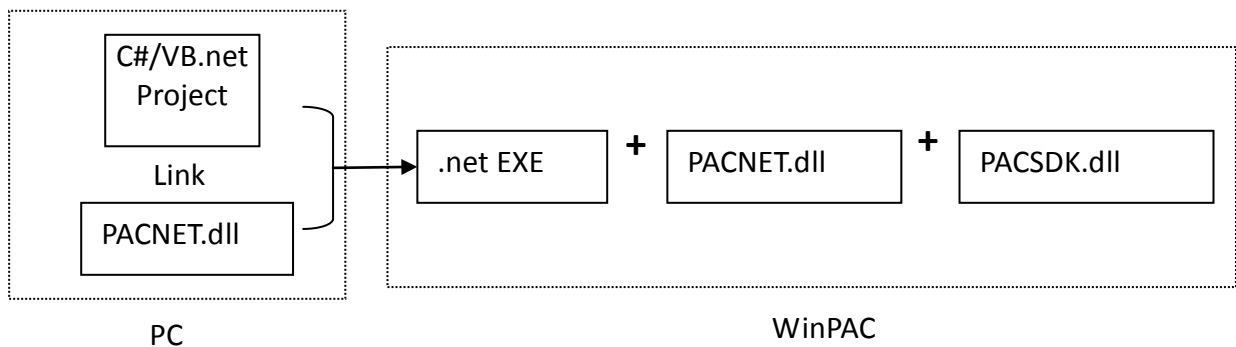 C#/VB.net
Project
Link
PACNET.dll
PC
.net EXE
+
PACNET.dll
+
PACSDK.dll
WinPAC